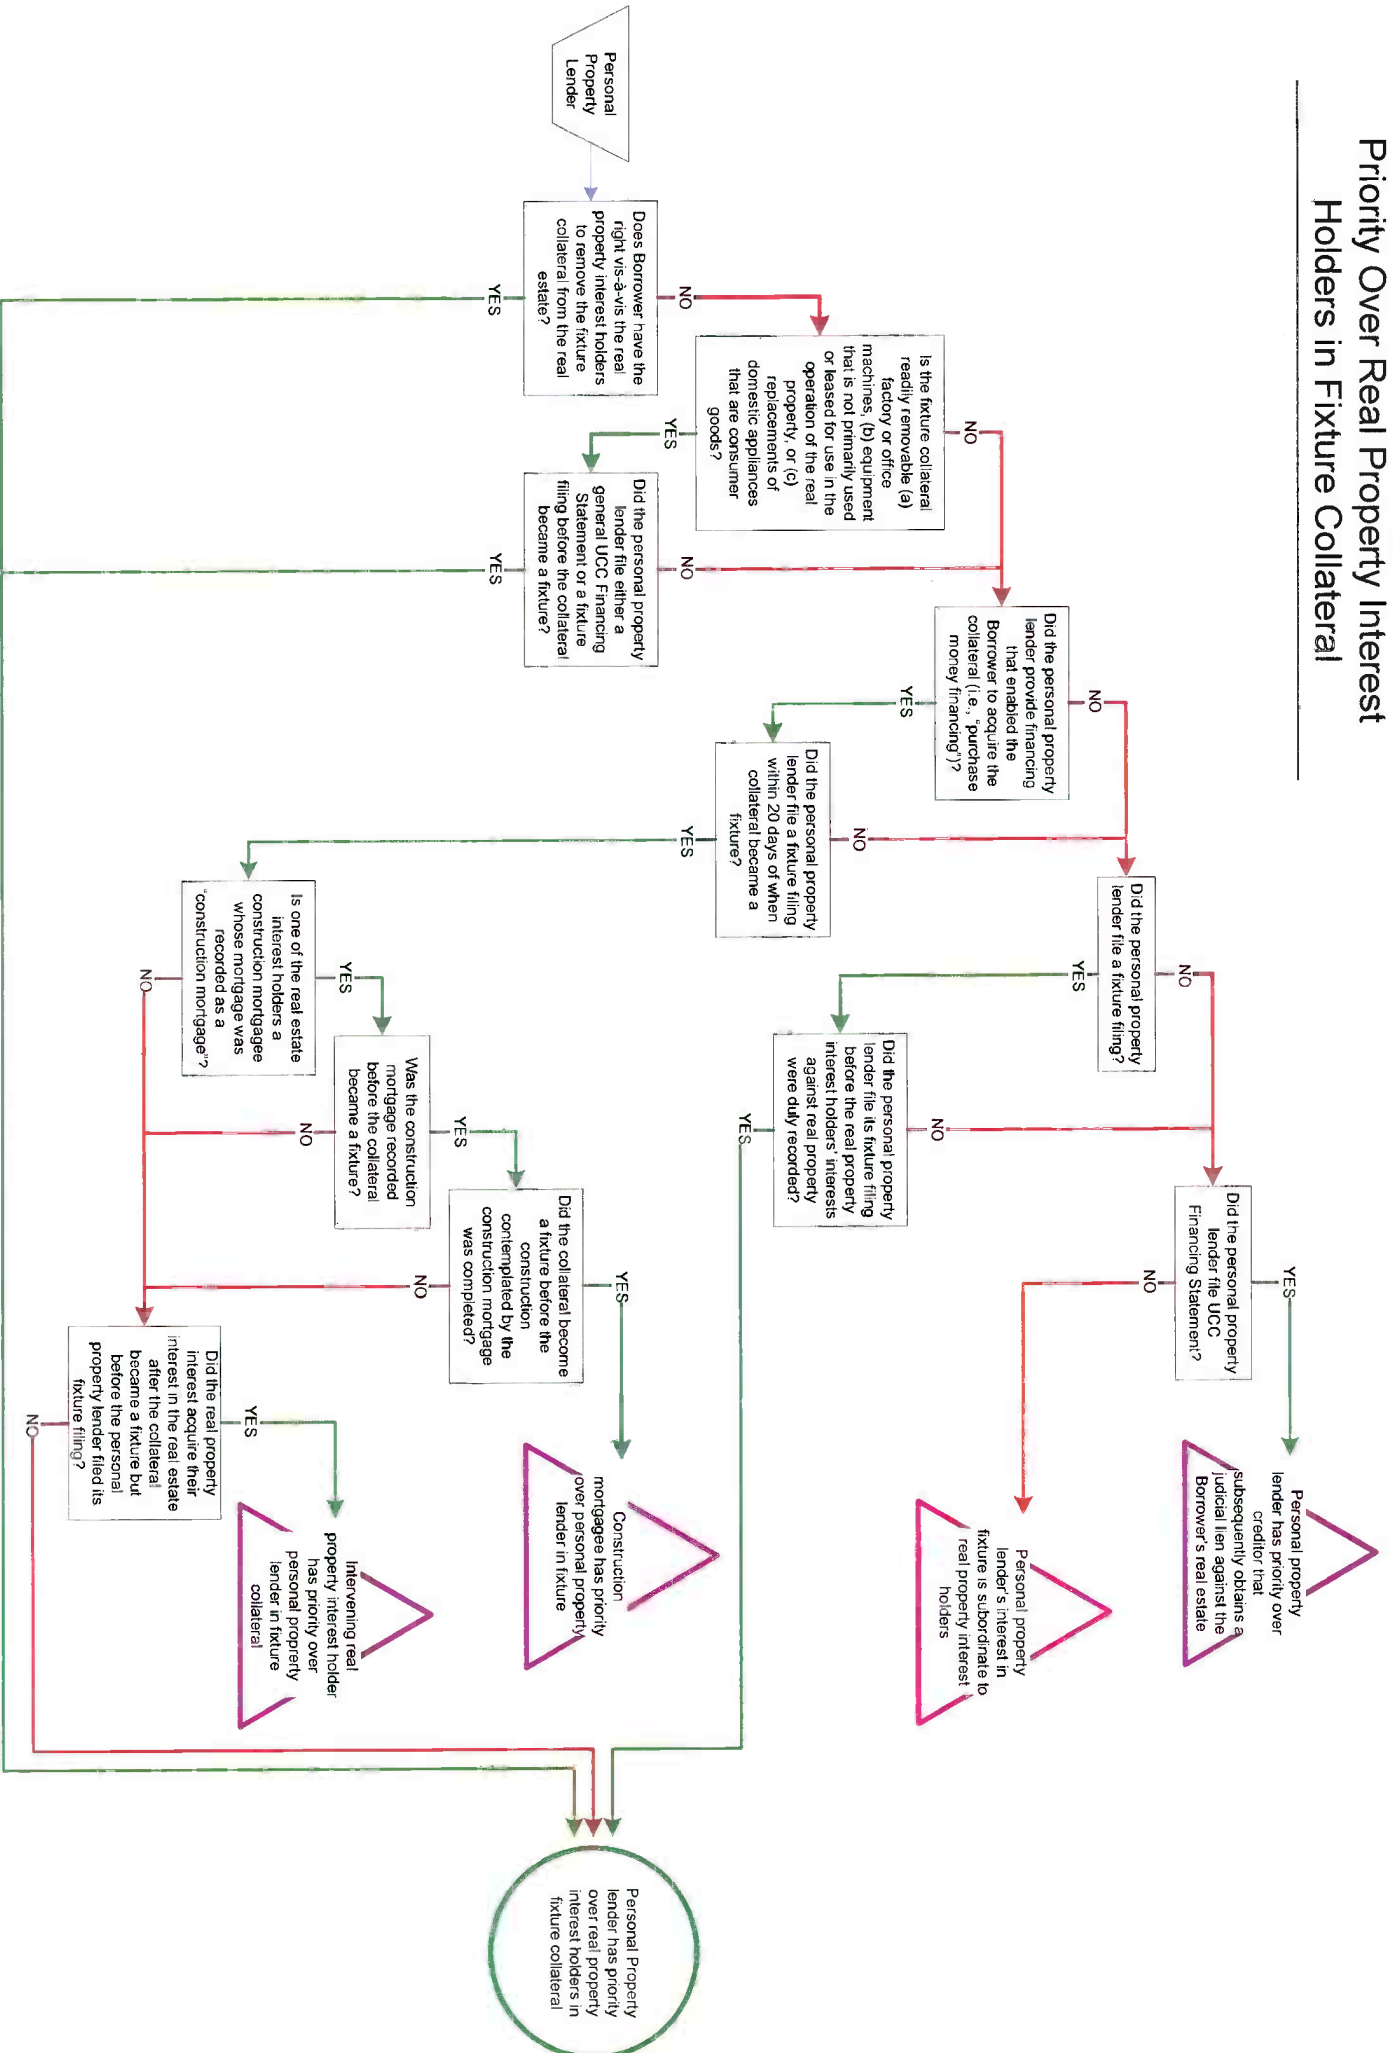 Priority Over Real Property Interest
Holders in Fixture Collateral
Personal
Property
Lender
Does Borrower have the
right vis-à-vis the real
property interest holders
to remove the fixture
collateral from the real
estate?
NO
YES
Is the fixture collateral
readily removable (a)
factory or office
machines, (b) equipment
that is not primarily used
or leased for use in the
operation of the real
property, or (c)
replacements of
domestic appliances
that are consumer
goods?
NO
YES
Did the personal property
lender file either a
general UCC Financing
Statement or a fixture
filing before the collateral
became a fixture?
NO
YES
Did the personal property
lender provide financing
that enabled the
Borrower to acquire the
collateral (i.e., "purchase
money financing")?
NO
YES
Did the personal property
lender file a fixture filing
within 20 days of when
collateral became a
fixture?
NO
YES
Did the personal property
lender file a fixture filing?
NO
YES
Is one of the real estate
interest holders a
construction mortgagee
whose mortgage was
recorded as a
"construction mortgage"?
YES
NO
Did the personal property
lender file its fixture filing
before the real property
interest holders' interests
against real property
were duly recorded?
NO
YES
Was the construction
mortgage recorded
before the collateral
became a fixture?
YES
NO
Did the personal property
lender file UCC
Financing Statement?
YES
NO
Did the collateral become
a fixture before the
construction
contemplated by the
construction mortgage
was completed?
YES
NO
Did the real property
interest acquire their
interest in the real estate
after the collateral
became a fixture but
before the personal
property lender filed its
fixture filing?
YES
NO
Personal property
lender has priority over
creditor that
subsequently obtains a
judicial lien against the
Borrower's real estate
Personal property
lender's interest in
fixture is subordinate to
real property interest
holders
Construction
mortgagee has priority
over personal property
lender in fixture
Intervening real
property interest holder
has priority over
personal property
lender in fixture
collateral
Personal Property
lender has priority
over real property
interest holders in
fixture collateral